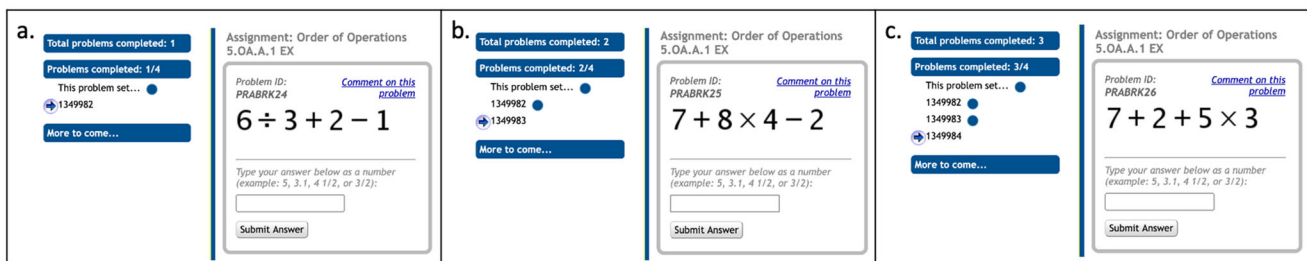 a.
Total problems completed: 1
Problems completed: 1/4
This problem set...
1349982
More to come...
Assignment: Order of Operations
5.OA.A.1 EX
Problem ID:
PRABRK24
Comment on this
problem
6 ÷ 3 + 2 − 1
Type your answer below as a number
(example: 5, 3.1, 4 1/2, or 3/2):
Submit Answer
b.
Total problems completed: 2
Problems completed: 2/4
This problem set...
1349982
1349983
More to come...
Assignment: Order of Operations
5.OA.A.1 EX
Problem ID:
PRABRK25
Comment on this
problem
7 + 8 × 4 − 2
Type your answer below as a number
(example: 5, 3.1, 4 1/2, or 3/2):
Submit Answer
c.
Total problems completed: 3
Problems completed: 3/4
This problem set...
1349982
1349983
1349984
More to come...
Assignment: Order of Operations
5.OA.A.1 EX
Problem ID:
PRABRK26
Comment on this
problem
7 + 2 + 5 × 3
Type your answer below as a number
(example: 5, 3.1, 4 1/2, or 3/2):
Submit Answer